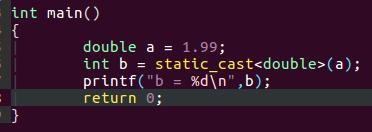 int main()
{
double a = 1.99;
int b = static_cast<double>(a);
printf("b = %d\n",b);
return 0;
}